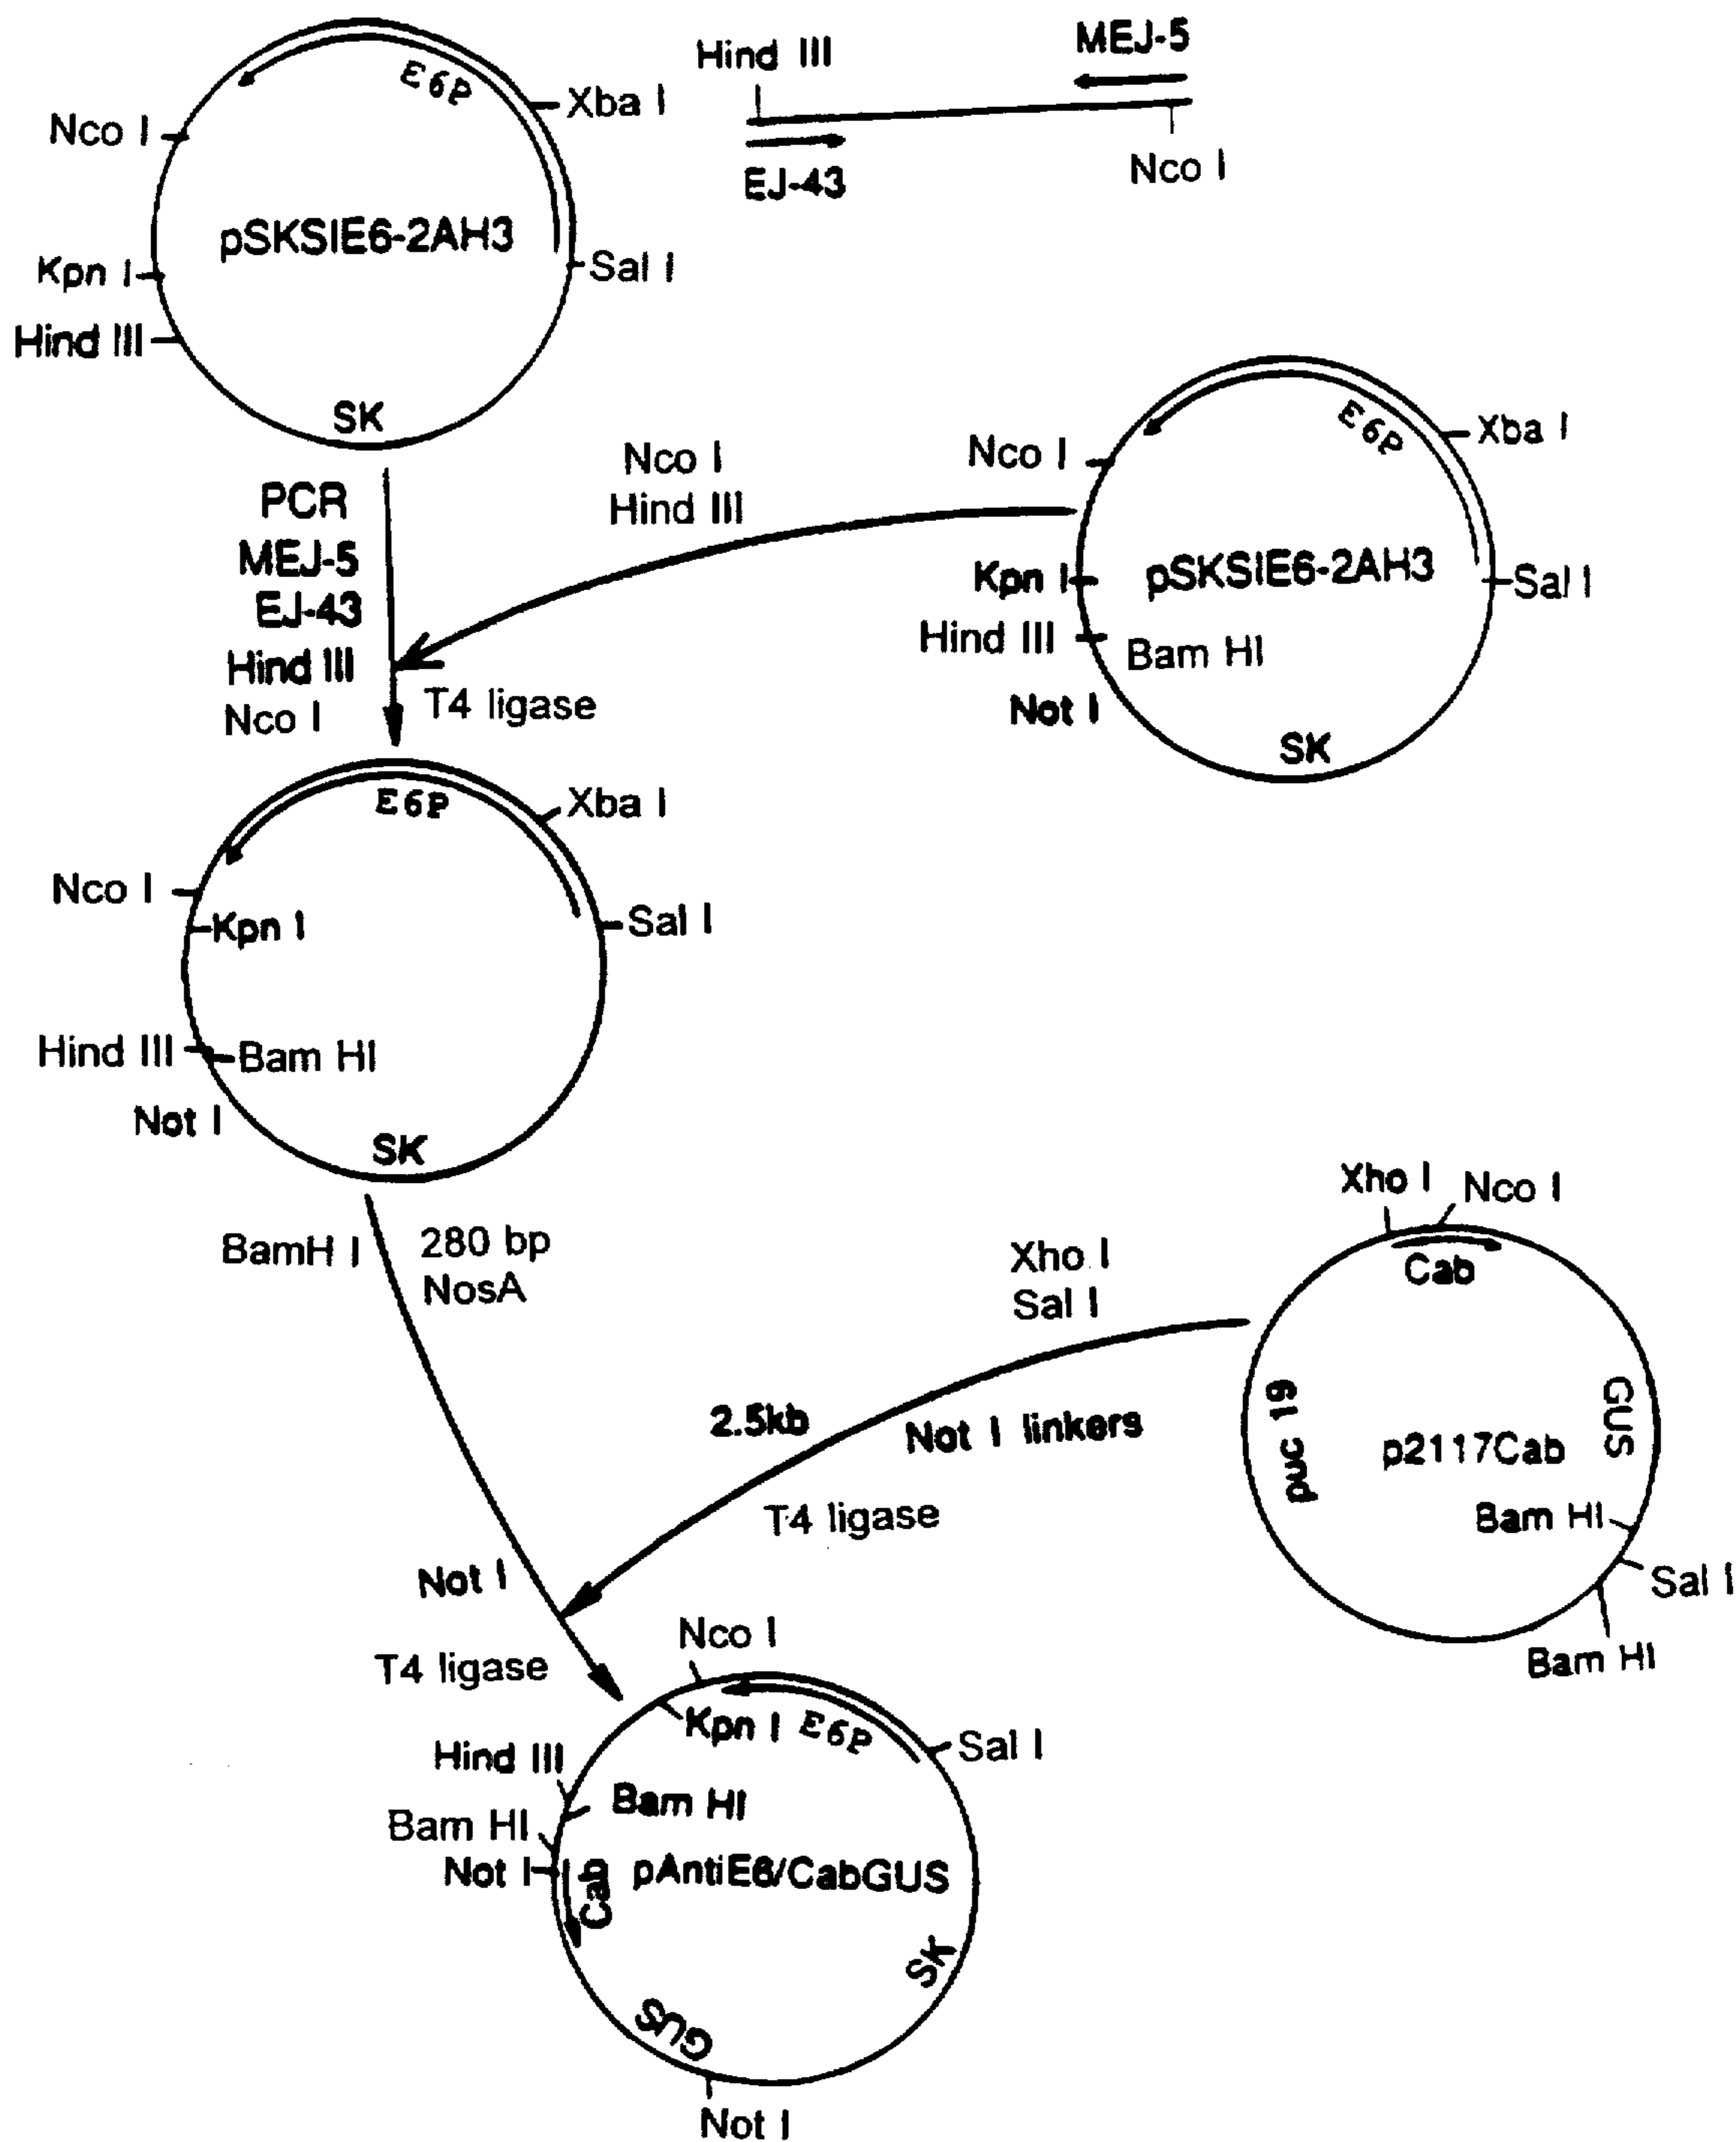 Hind III
MEJ-5
E6P
Xba I
Nco I
EJ-43
Nco I
pSKSIE6-2AH3
Kpn I
Sal I
Hind III
SK
E6P
Xba I
Nco I
Nco I
Hind III
PCR
MEJ-5
EJ-43
Hind III
Nco I
T4 ligase
Kpn I
pSKSIE6-2AH3
Sal I
Hind III
Bam HI
Not I
SK
E6P
Xba I
Nco I
Kpn I
Sal I
Hind III
Bam HI
Not I
SK
Xho I
Nco I
BamH I
280 bp
NosA
Xho I
Sal I
Cab
puc 19
GUS
p2117Cab
2.5kb
Not I linkers
T4 ligase
Bam HI
Sal I
Bam HI
Not I
T4 ligase
Nco I
Kpn I
E6P
Sal I
Hind III
Bam HI
Bam HI
Not I
Cab
pAntiE6/CabGUS
SK
GUS
Not I